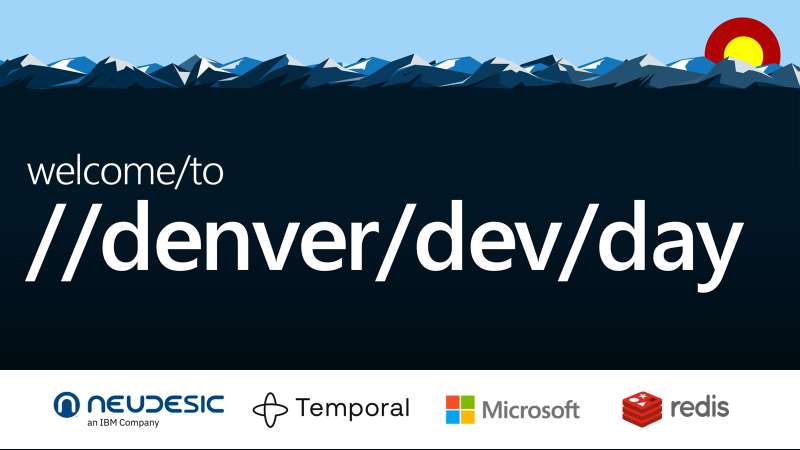 welcome/to
//denver/dev/day
NEUDESIC
an IBM Company
Temporal
Microsoft
redis